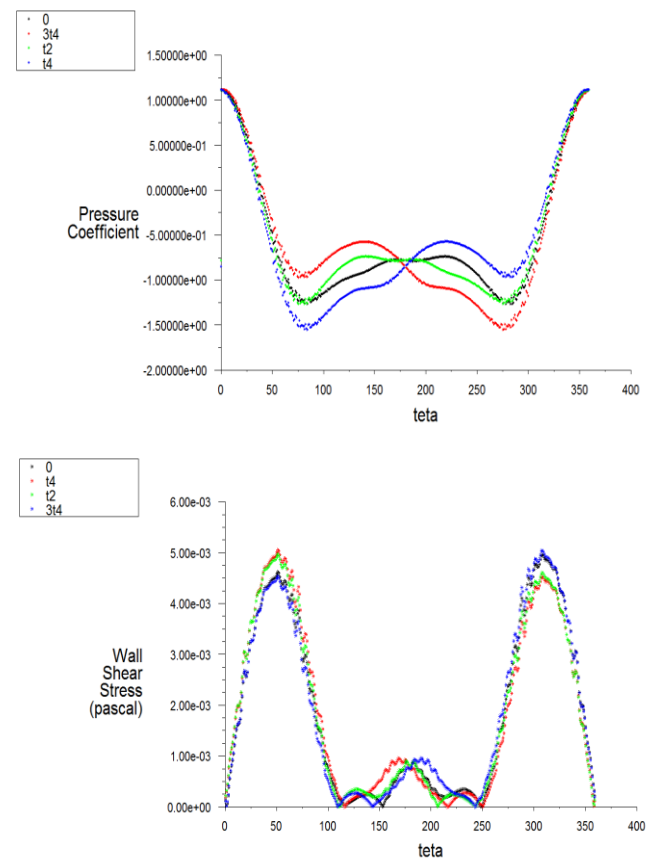 0
3t4
t2
t4
1.50000e+00
1.00000e+00
5.00000e-01
0.00000e+00
-5.00000e-01
-1.00000e+00
-1.50000e+00
-2.00000e+00
Pressure
Coefficient
0 50 100 150 200 250 300 350 400
teta
0
t4
t2
3t4
6.00e-03
5.00e-03
4.00e-03
3.00e-03
2.00e-03
1.00e-03
0.00e+00
Wall
Shear
Stress
(pascal)
0 50 100 150 200 250 300 350 400
teta